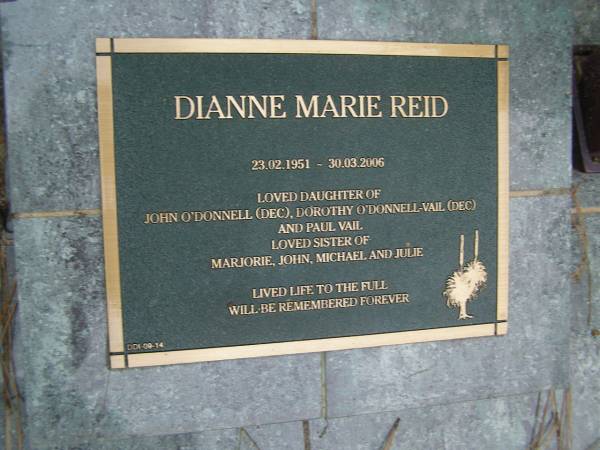 DIANNE MARIE REID
23.02.1951 - 30.03.2006
LOVED DAUGHTER OF
JOHN O'DONNELL (DEC), DOROTHY O'DONNELL-VAIL (DEC)
AND PAUL VAIL
LOVED SISTER OF
MARJORIE, JOHN, MICHAEL AND JULIE
LIVED LIFE TO THE FULL
WILL BE REMEMBERED FOREVER
DDI-09-14